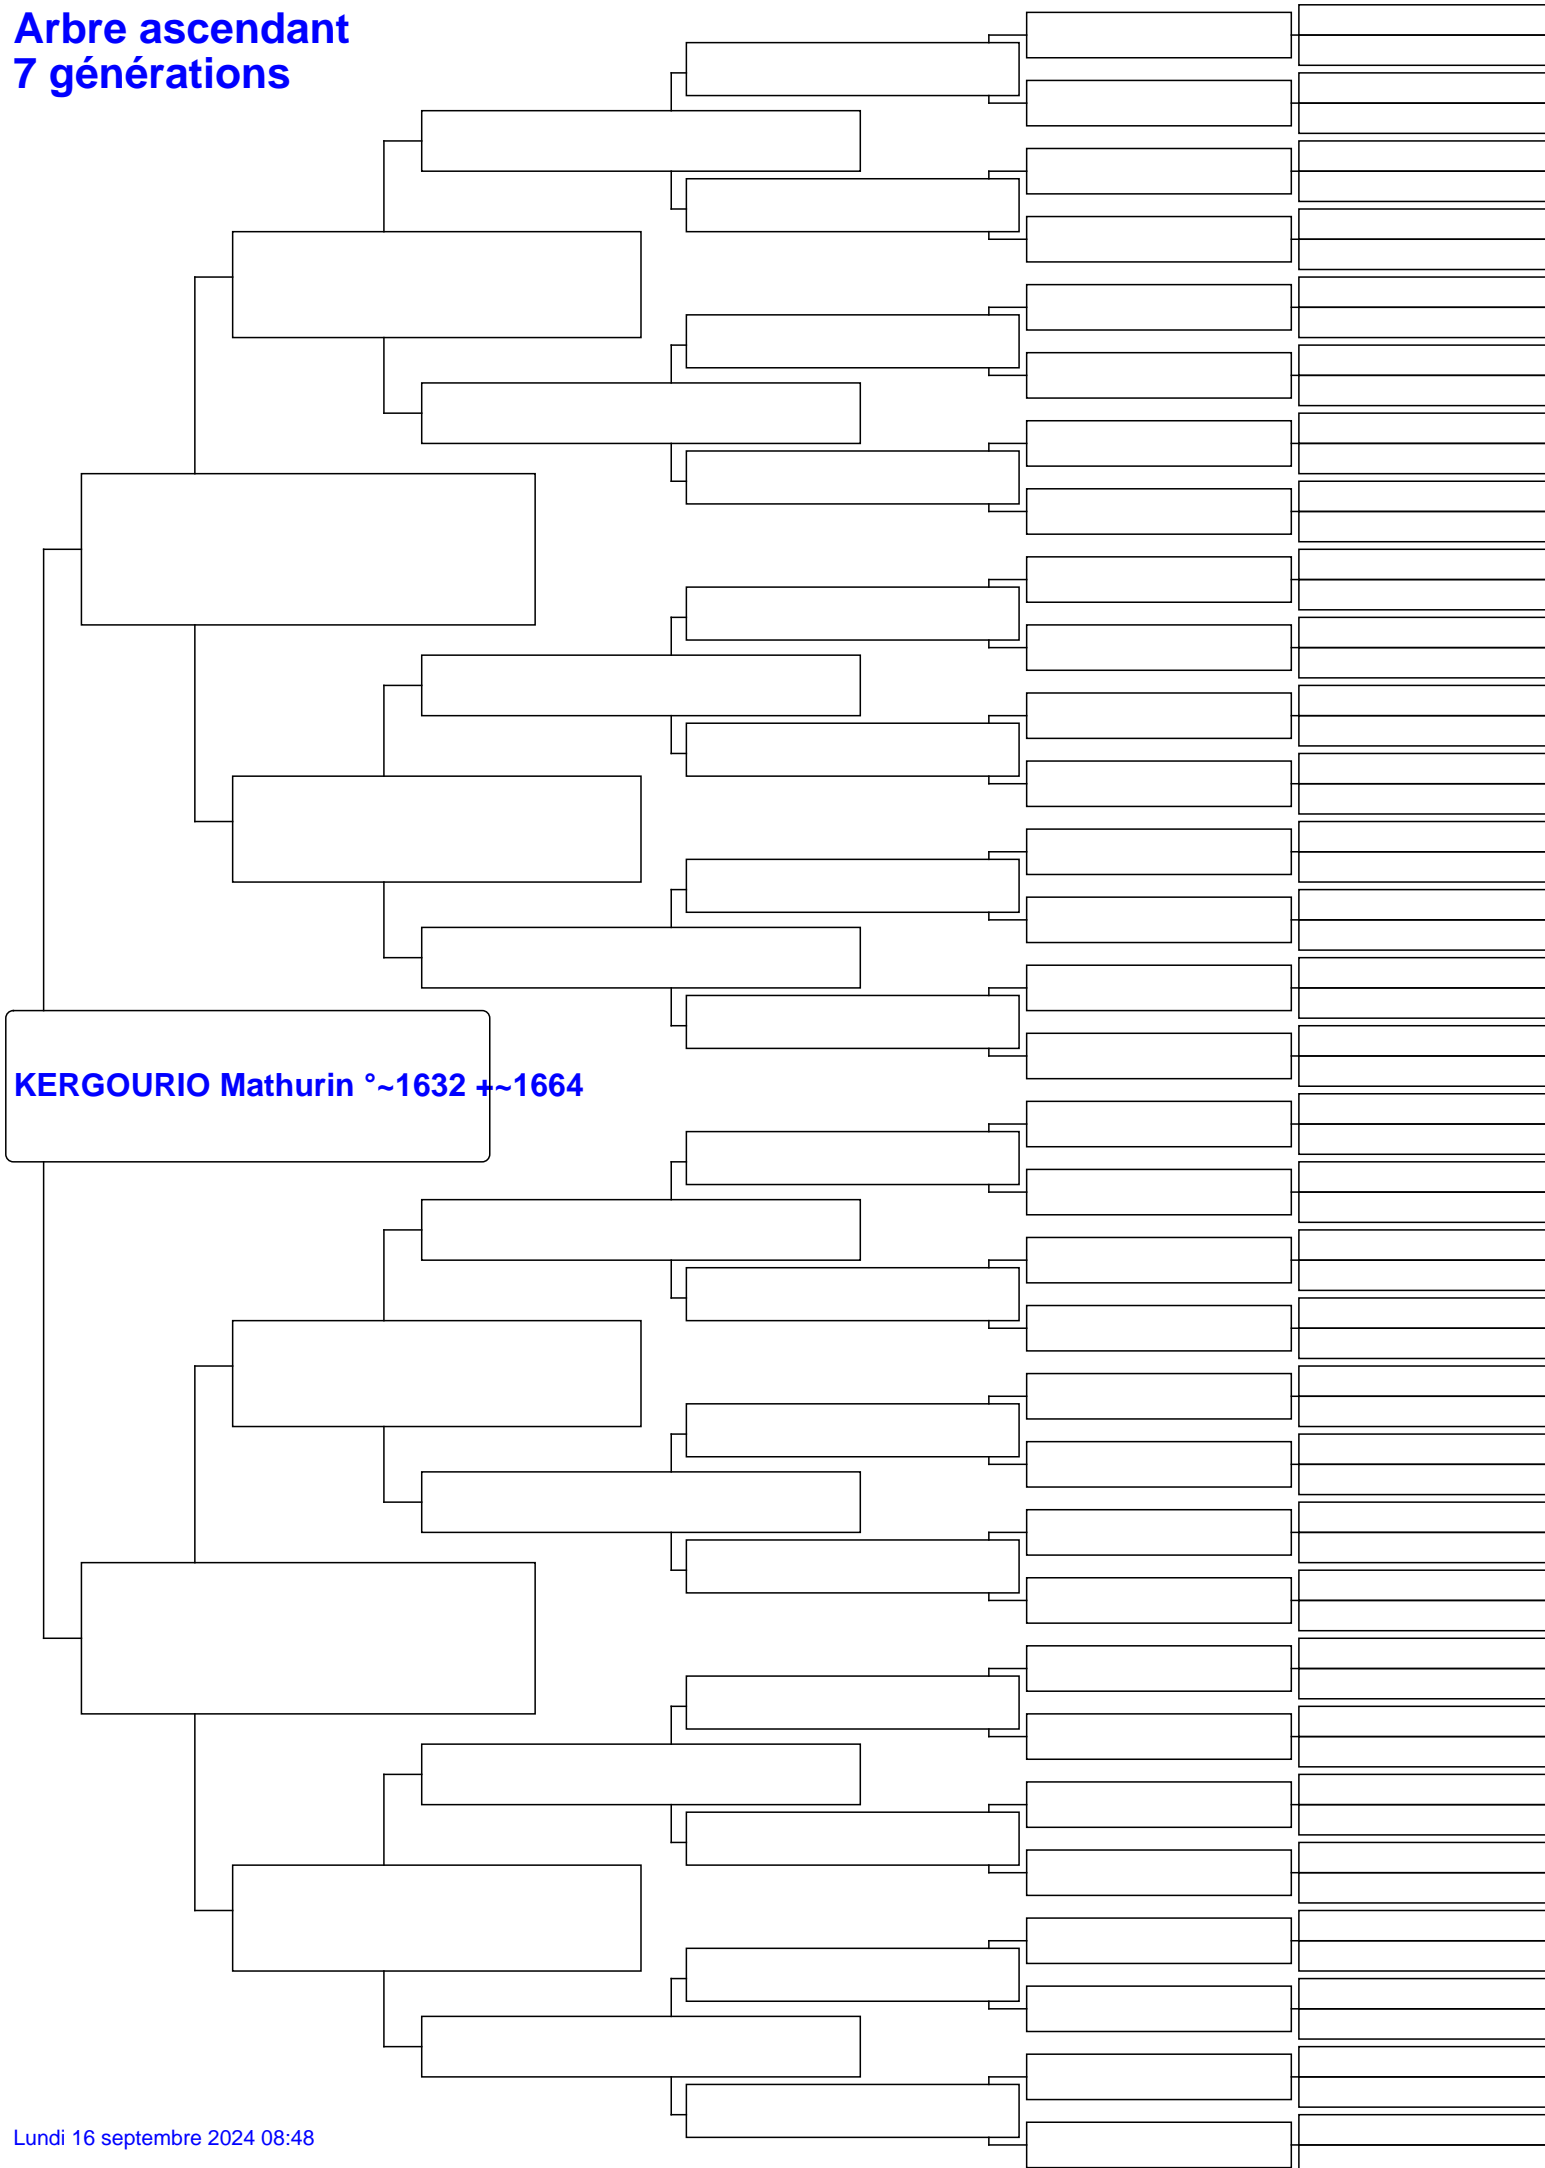 Arbre ascendant
7 générations
KERGOURIO Mathurin °~1632 +~1664
Lundi 16 septembre 2024 08:48